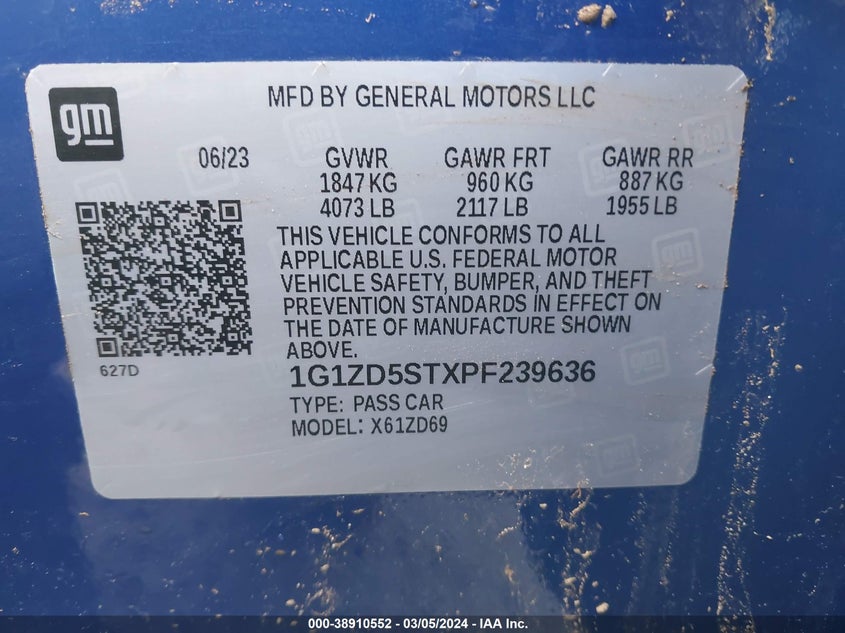 gm
MFD BY GENERAL MOTORS LLC
06/23 GVWR GAWR FRT GAWR RR
1847 KG 960 KG 887 KG
4073 LB 2117 LB 1955 LB
THIS VEHICLE CONFORMS TO ALL
APPLICABLE U.S. FEDERAL MOTOR
VEHICLE SAFETY, BUMPER, AND THEFT
PREVENTION STANDARDS IN EFFECT ON
THE DATE OF MANUFACTURE SHOWN
ABOVE.
627D
1G1ZD5STXPF239636
TYPE: PASS CAR
MODEL: X61ZD69
000-38910552 — 03/05/2024 — IAA Inc.